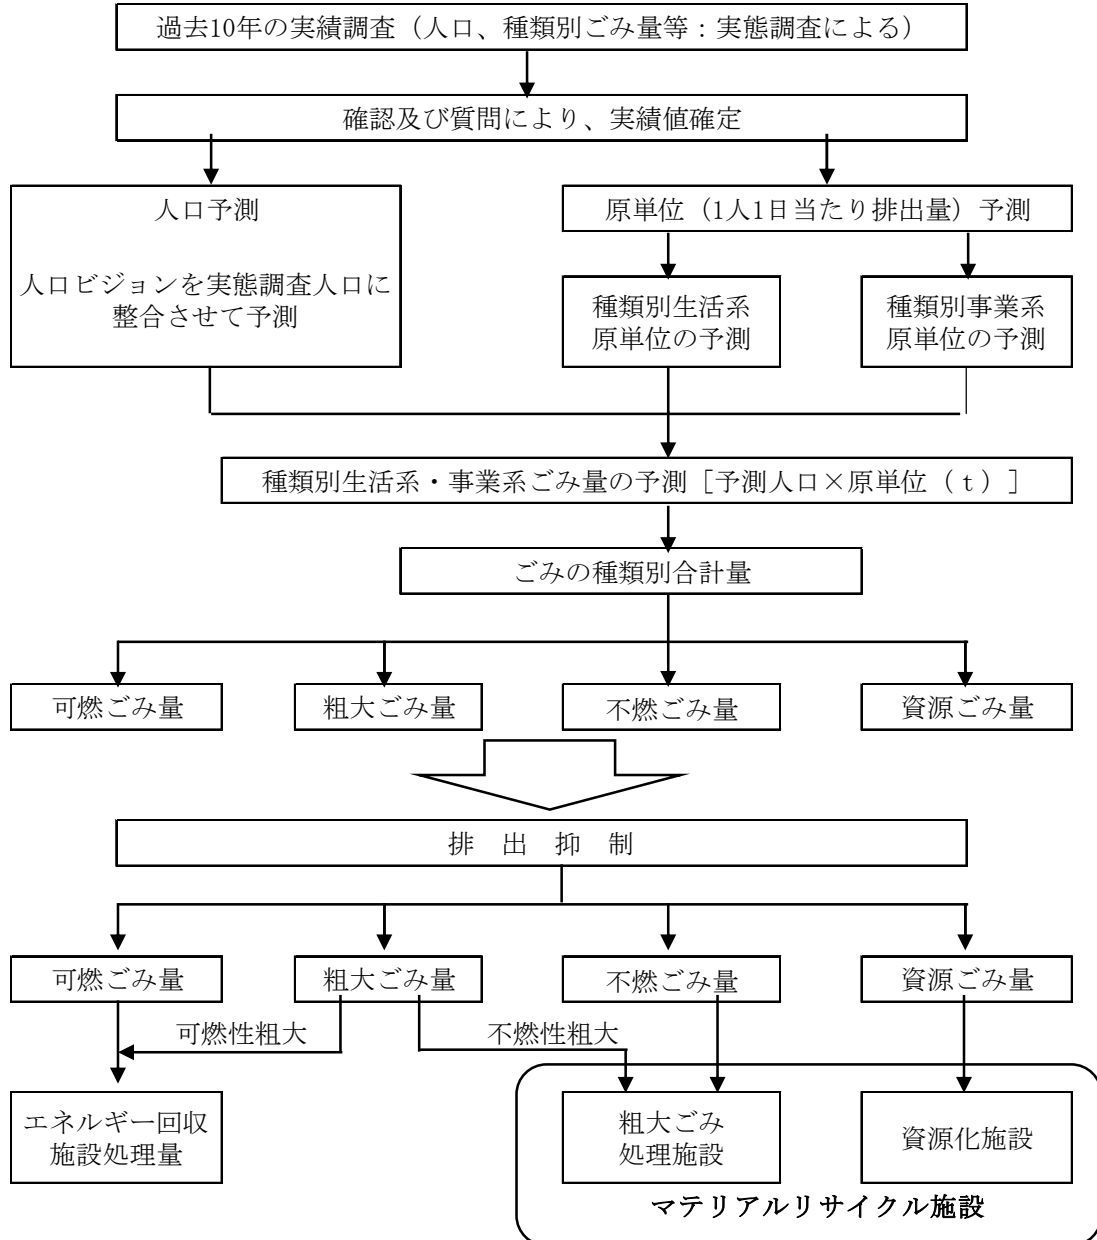 過去10年の実績調査（人口、種類別ごみ量等：実態調査による）
確認及び質問により、実績値確定
人口予測
人口ビジョンを実態調査人口に
整合させて予測
原単位（1人1日当たり排出量）予測
種類別生活系
原単位の予測
種類別事業系
原単位の予測
種類別生活系・事業系ごみ量の予測［予測人口×原単位（ｔ）］
ごみの種類別合計量
可燃ごみ量
粗大ごみ量
不燃ごみ量
資源ごみ量
排　出　抑　制
可燃ごみ量
粗大ごみ量
不燃ごみ量
資源ごみ量
可燃性粗大
不燃性粗大
エネルギー回収
施設処理量
粗大ごみ
処理施設
資源化施設
マテリアルリサイクル施設